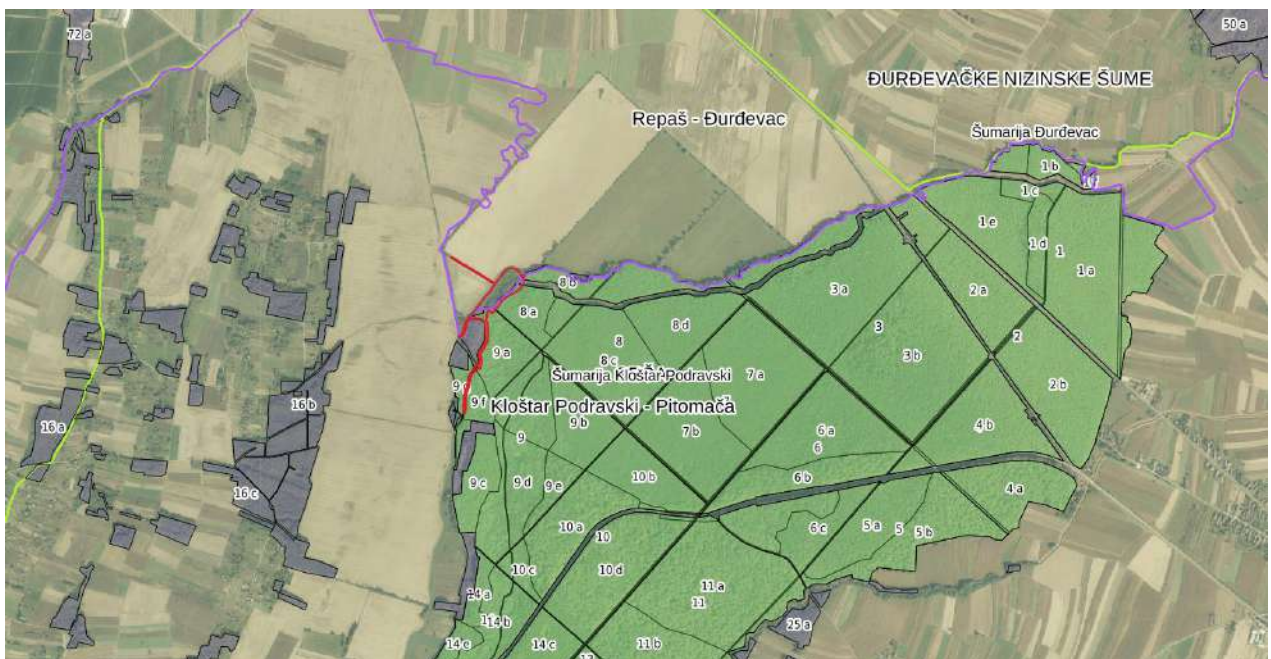 72 a
50 a
ĐURĐEVAČKE NIZINSKE ŠUME
Repaš - Đurđevac
Šumarija Đurđevac
1 b
1 f
1 c
1 e
1 d
1
1 a
8 b
3 a
2 a
8 a
8 d
3
2
9 a
8
3 b
8 c
Šumarija Kloštar Podravski
7 a
2 b
9 f
Kloštar Podravski - Pitomača
16 b
16 a
9 b
7 b
6 a
4 b
9
6
16 c
9 c
9 d
9 e
10 b
6 b
4 a
10 a
10
6 c
5 a
5
5 b
10 c
10 d
11 a
11
14 a
14 b
25 a
14 e
14 c
11 b